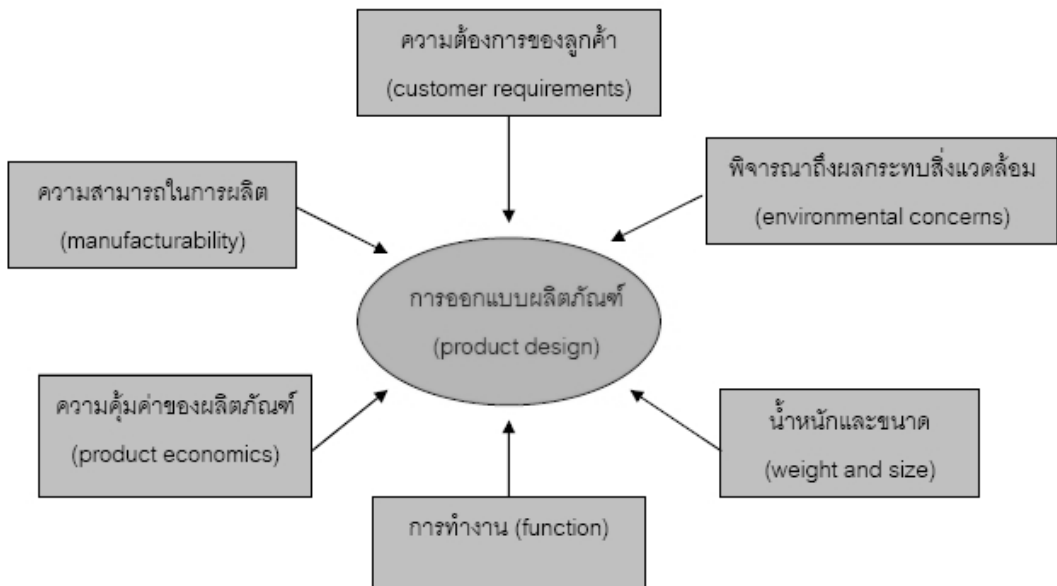 ความต้องการของลูกค้า
(customer requirements)
พิจารณาถึงผลกระทบสิ่งแวดล้อม
(environmental concerns)
ความสามารถในการผลิต
(manufacturability)
การออกแบบผลิตภัณฑ์
(product design)
ความคุ้มค่าของผลิตภัณฑ์
(product economics)
น้ำหนักและขนาด
(weight and size)
การทำงาน (function)